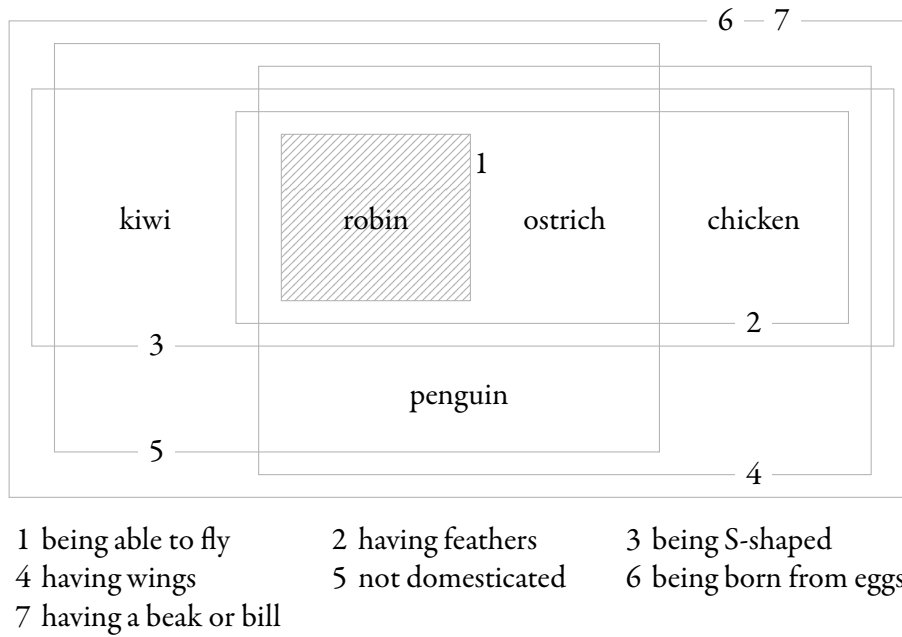 6 7
1
kiwi robin ostrich chicken
2
3
penguin
5
4
1 being able to fly 2 having feathers 3 being S-shaped
4 having wings 5 not domesticated 6 being born from eggs
7 having a beak or bill